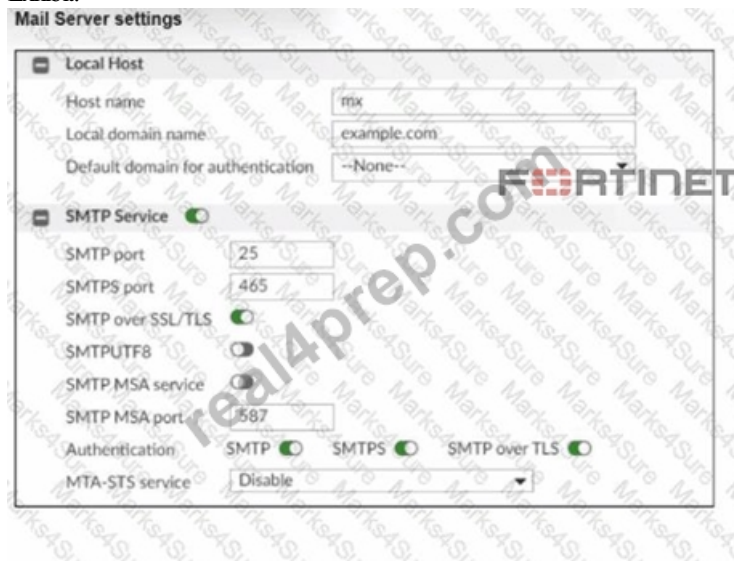 Mail Server settings
Local Host
Host name mx
Local domain name example.com
Default domain for authentication --None--
FORTINET
SMTP Service
SMTP port 25
SMTPS port 465
SMTP over SSL/TLS
SMTPUTF8
SMTP MSA service
SMTP MSA port 587
Authentication SMTP SMTPS SMTP over TLS
MTA-STS service Disable
real4prep.com
Marks4Sure